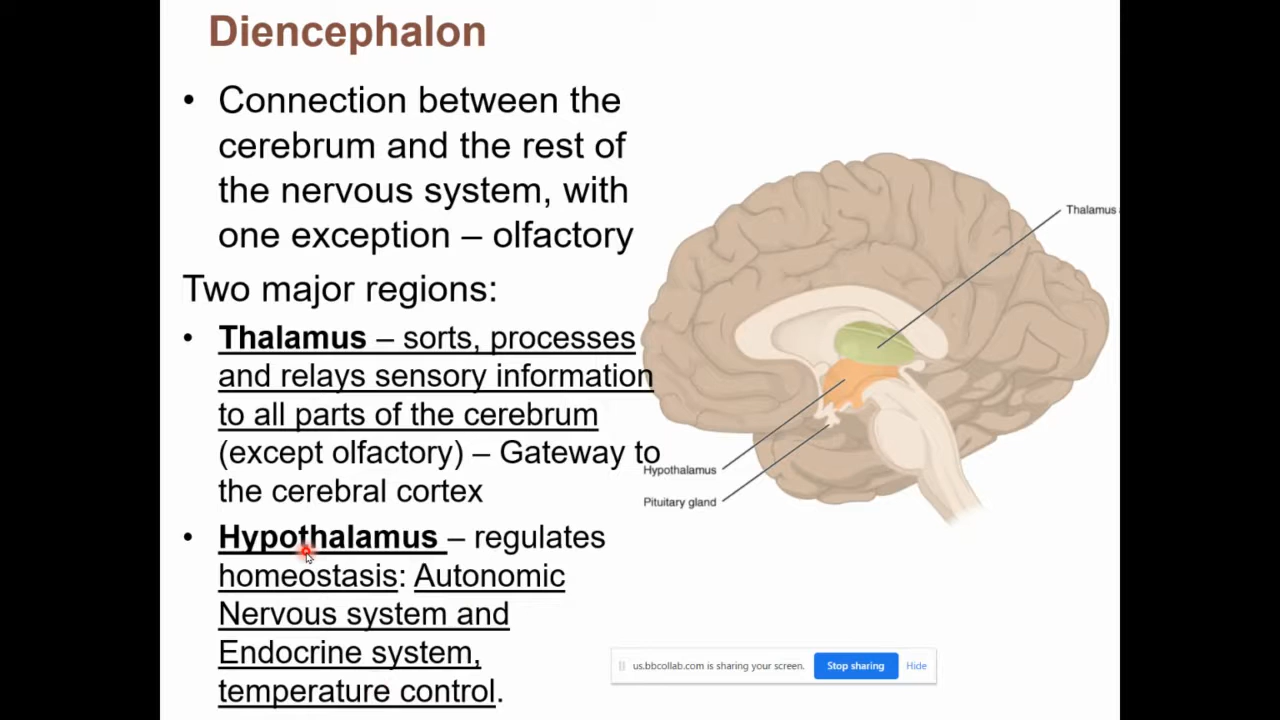 Diencephalon
• Connection between the
cerebrum and the rest of
the nervous system, with
one exception – olfactory
Two major regions:
• Thalamus – sorts, processes
and relays sensory information
to all parts of the cerebrum
(except olfactory) – Gateway to
the cerebral cortex
• Hypothalamus – regulates
homeostasis: Autonomic
Nervous system and
Endocrine system,
temperature control.
Thalamus
Hypothalamus
Pituitary gland
us.bbcollab.com is sharing your screen.
Stop sharing
Hide